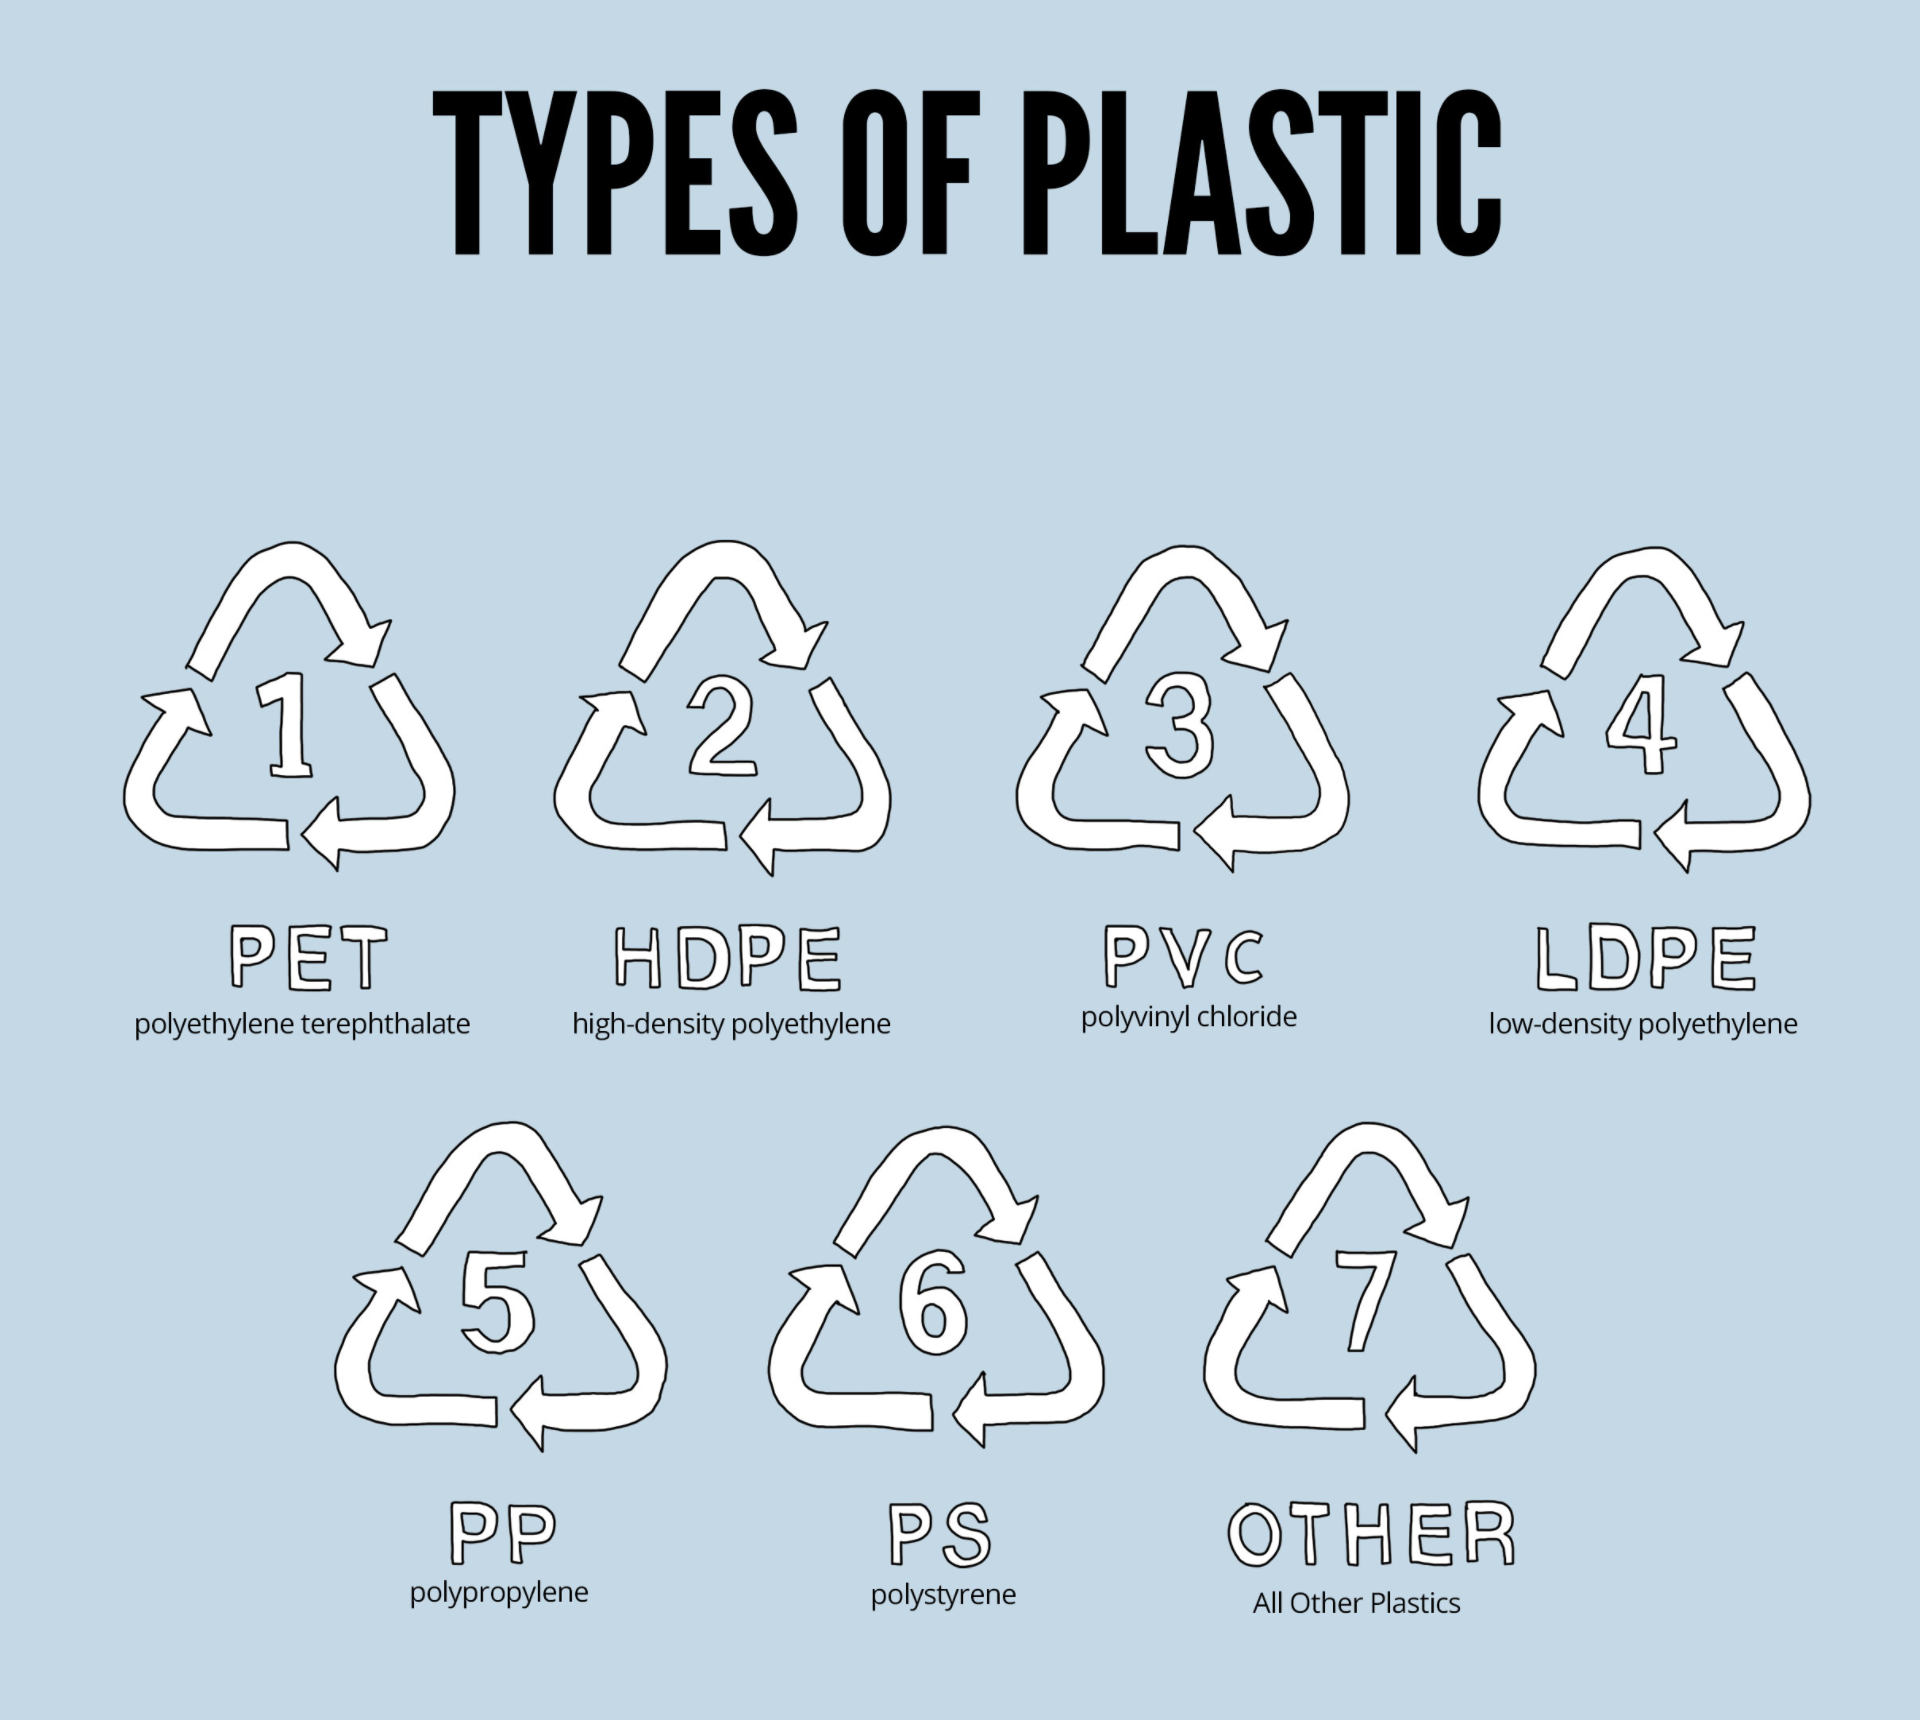 TYPES OF PLASTIC
1
2
3
4
PET
HDPE
PVC
LDPE
polyethylene terephthalate
high-density polyethylene
polyvinyl chloride
low-density polyethylene
5
6
7
PP
PS
OTHER
polypropylene
polystyrene
All Other Plastics